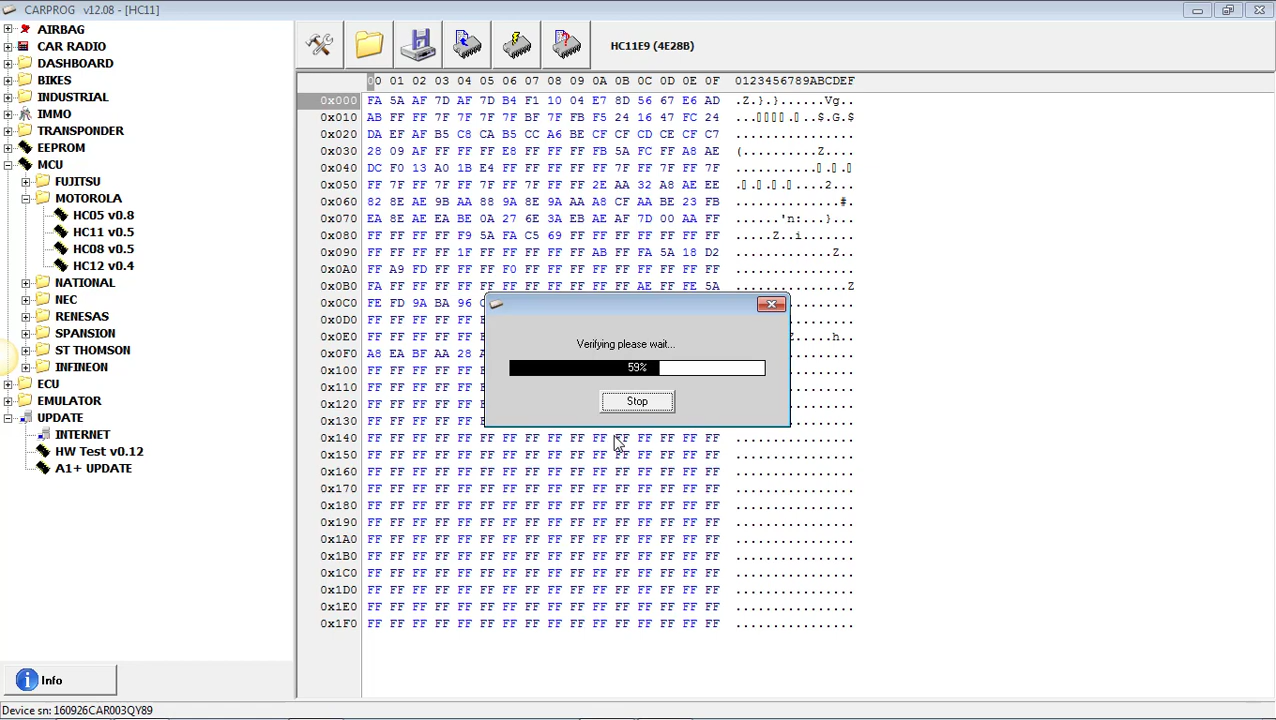 CARPROG v12.08 - [HC11]
AIRBAG
CAR RADIO
DASHBOARD
BIKES
INDUSTRIAL
IMMO
TRANSPONDER
EEPROM
MCU
FUJITSU
MOTOROLA
HC05 v0.8
HC11 v0.5
HC08 v0.5
HC12 v0.4
NATIONAL
NEC
RENESAS
SPANSION
ST THOMSON
INFINEON
ECU
EMULATOR
UPDATE
INTERNET
HW Test v0.12
A1+ UPDATE
Info
Device sn: 160926CAR003QY89
HC11E9 (4E28B)
00 01 02 03 04 05 06 07 08 09 0A 0B 0C 0D 0E 0F 0123456789ABCDEF
0x000 FA 5A AF 7D AF 7D B4 F1 10 04 E7 8D 56 67 E6 AD .Z.}.}......Vg..
0x010 AB FF FF 7F 7F 7F 7F BF 7F FB F5 24 16 47 FC 24 ...▯▯▯▯.▯..$.G.$
0x020 DA EF AF B5 C8 CA B5 CC A6 BE CF CF CD CE CF C7 ................
0x030 28 09 AF FF FF FF E8 FF FF FF FB 5A FC FF A8 AE (..........Z....
0x040 DC F0 13 A0 1B E4 FF FF FF FF FF 7F FF 7F FF 7F ...........▯.▯.▯
0x050 FF 7F FF 7F FF 7F FF 7F FF FF 2E AA 32 A8 AE EE .▯.▯.▯.▯....2...
0x060 82 8E AE 9B AA 88 9A 8E 9A AA A8 CF AA BE 23 FB ..............#.
0x070 EA 8E AE EA BE 0A 27 6E 3A EB AE AF 7D 00 AA FF ......'n:...}...
0x080 FF FF FF FF F9 5A FA C5 69 FF FF FF FF FF FF FF .....Z..i.......
0x090 FF FF FF FF 1F FF FF FF FF FF AB FF FA 5A 18 D2 .............Z..
0x0A0 FF A9 FD FF FF FF F0 FF FF FF FF FF FF FF FF FF ................
0x0B0 FA FF FF FF FF FF FF FF FF FF FF FF AE FF FE 5A ...............Z
0x0C0 FE FD 9A BA 96
0x0D0 FF FF FF FF FF
0x0E0 FF FF FF FF FF Z.....h.
0x0F0 A8 EA BF AA 28
0x100 FF FF FF FF FF
0x110 FF FF FF FF FF
0x120 FF FF FF FF FF
0x130 FF FF FF FF FF
0x140 FF FF FF FF FF FF FF FF FF FF FF FF FF FF FF FF ................
0x150 FF FF FF FF FF FF FF FF FF FF FF FF FF FF FF FF ................
0x160 FF FF FF FF FF FF FF FF FF FF FF FF FF FF FF FF ................
0x170 FF FF FF FF FF FF FF FF FF FF FF FF FF FF FF FF ................
0x180 FF FF FF FF FF FF FF FF FF FF FF FF FF FF FF FF ................
0x190 FF FF FF FF FF FF FF FF FF FF FF FF FF FF FF FF ................
0x1A0 FF FF FF FF FF FF FF FF FF FF FF FF FF FF FF FF ................
0x1B0 FF FF FF FF FF FF FF FF FF FF FF FF FF FF FF FF ................
0x1C0 FF FF FF FF FF FF FF FF FF FF FF FF FF FF FF FF ................
0x1D0 FF FF FF FF FF FF FF FF FF FF FF FF FF FF FF FF ................
0x1E0 FF FF FF FF FF FF FF FF FF FF FF FF FF FF FF FF ................
0x1F0 FF FF FF FF FF FF FF FF FF FF FF FF FF FF FF FF ................
Verifying please wait...
59%
Stop